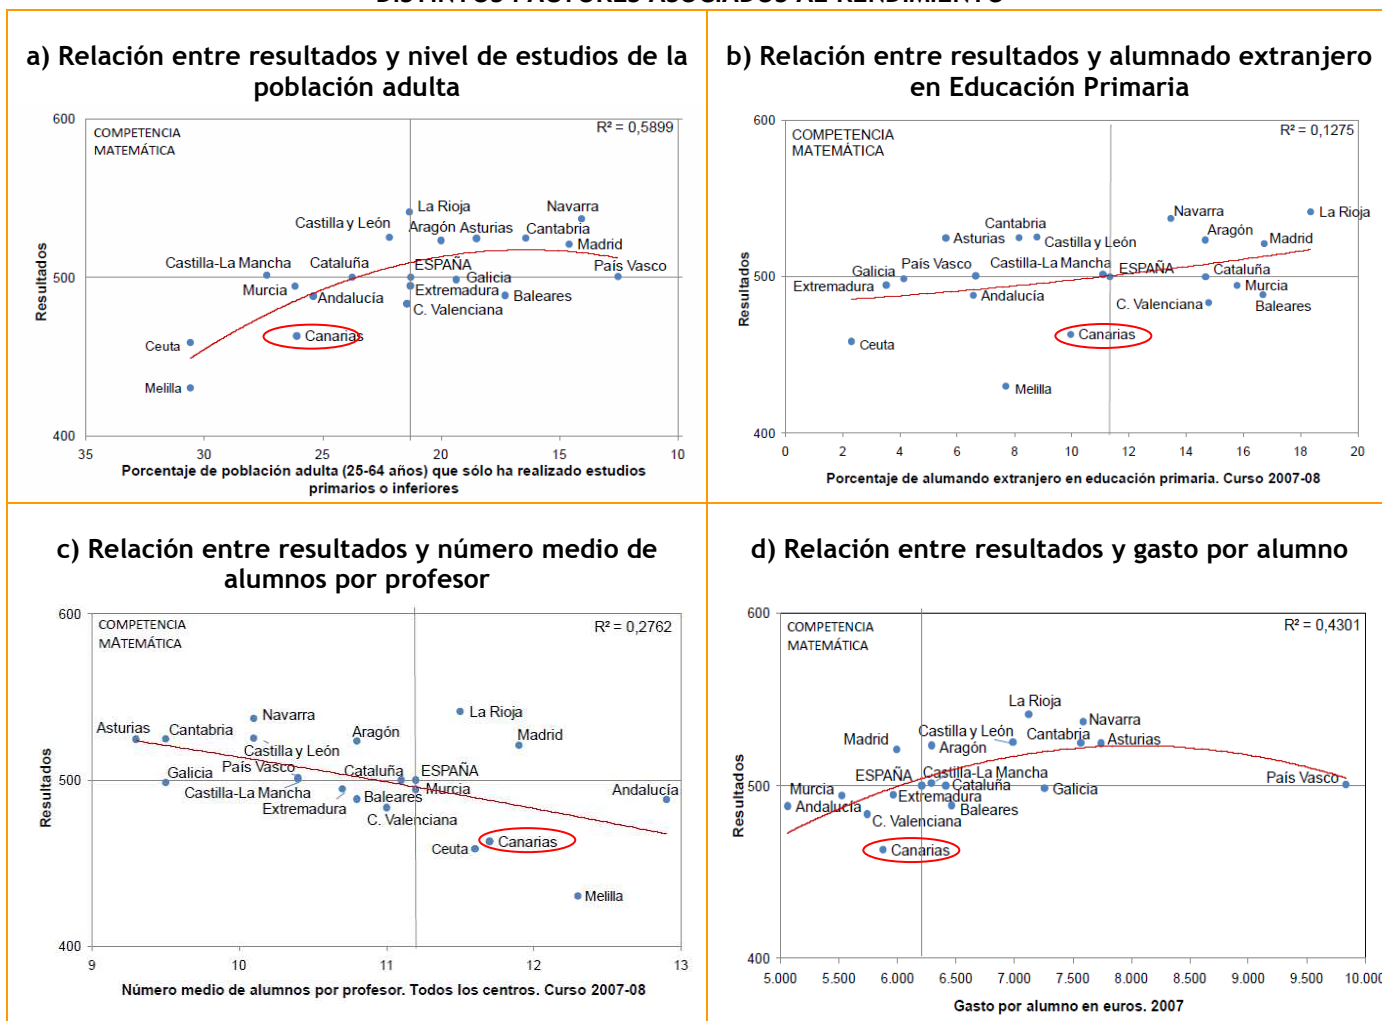 DISTINTOS FACTORES ASOCIADOS AL RENDIMIENTO
a) Relación entre resultados y nivel de estudios de la
población adulta
600
COMPETENCIA
MATEMÁTICA
R² = 0,5899
La Rioja
Navarra
Castilla y León
Aragón
Asturias
Cantabria
Madrid
Castilla-La Mancha
Cataluña
ESPAÑA
País Vasco
500
Galicia
Murcia
Extremadura
Andalucía
Baleares
C. Valenciana
Canarias
Ceuta
Melilla
Resultados
400
35
30
25
20
15
10
Porcentaje de población adulta (25-64 años) que sólo ha realizado estudios
primarios o inferiores
b) Relación entre resultados y alumnado extranjero
en Educación Primaria
600
COMPETENCIA
MATEMÁTICA
R² = 0,1275
Navarra
La Rioja
Cantabria
Aragón
Asturias
Castilla y León
Madrid
País Vasco
Castilla-La Mancha
ESPAÑA
Cataluña
500
Galicia
Extremadura
Murcia
Andalucía
C. Valenciana
Baleares
Canarias
Ceuta
Melilla
Resultados
400
0
2
4
6
8
10
12
14
16
18
20
Porcentaje de alumando extranjero en educación primaria. Curso 2007-08
c) Relación entre resultados y número medio de
alumnos por profesor
600
COMPETENCIA
MATEMÁTICA
R² = 0,2762
Navarra
La Rioja
Asturias
Cantabria
Aragón
Madrid
Castilla y León
País Vasco
Galicia
Cataluña
ESPAÑA
500
Castilla-La Mancha
Murcia
Andalucía
Extremadura
Baleares
C. Valenciana
Canarias
Ceuta
Melilla
Resultados
400
9
10
11
12
13
Número medio de alumnos por profesor. Todos los centros. Curso 2007-08
d) Relación entre resultados y gasto por alumno
600
COMPETENCIA
MATEMÁTICA
R² = 0,4301
La Rioja
Navarra
Castilla y León
Cantabria
Madrid
Aragón
Asturias
ESPAÑA
Castilla-La Mancha
País Vasco
500
Murcia
Cataluña
Galicia
Extremadura
Andalucía
Baleares
C. Valenciana
Canarias
Resultados
400
5.000
5.500
6.000
6.500
7.000
7.500
8.000
8.500
9.000
9.500
10.000
Gasto por alumno en euros. 2007